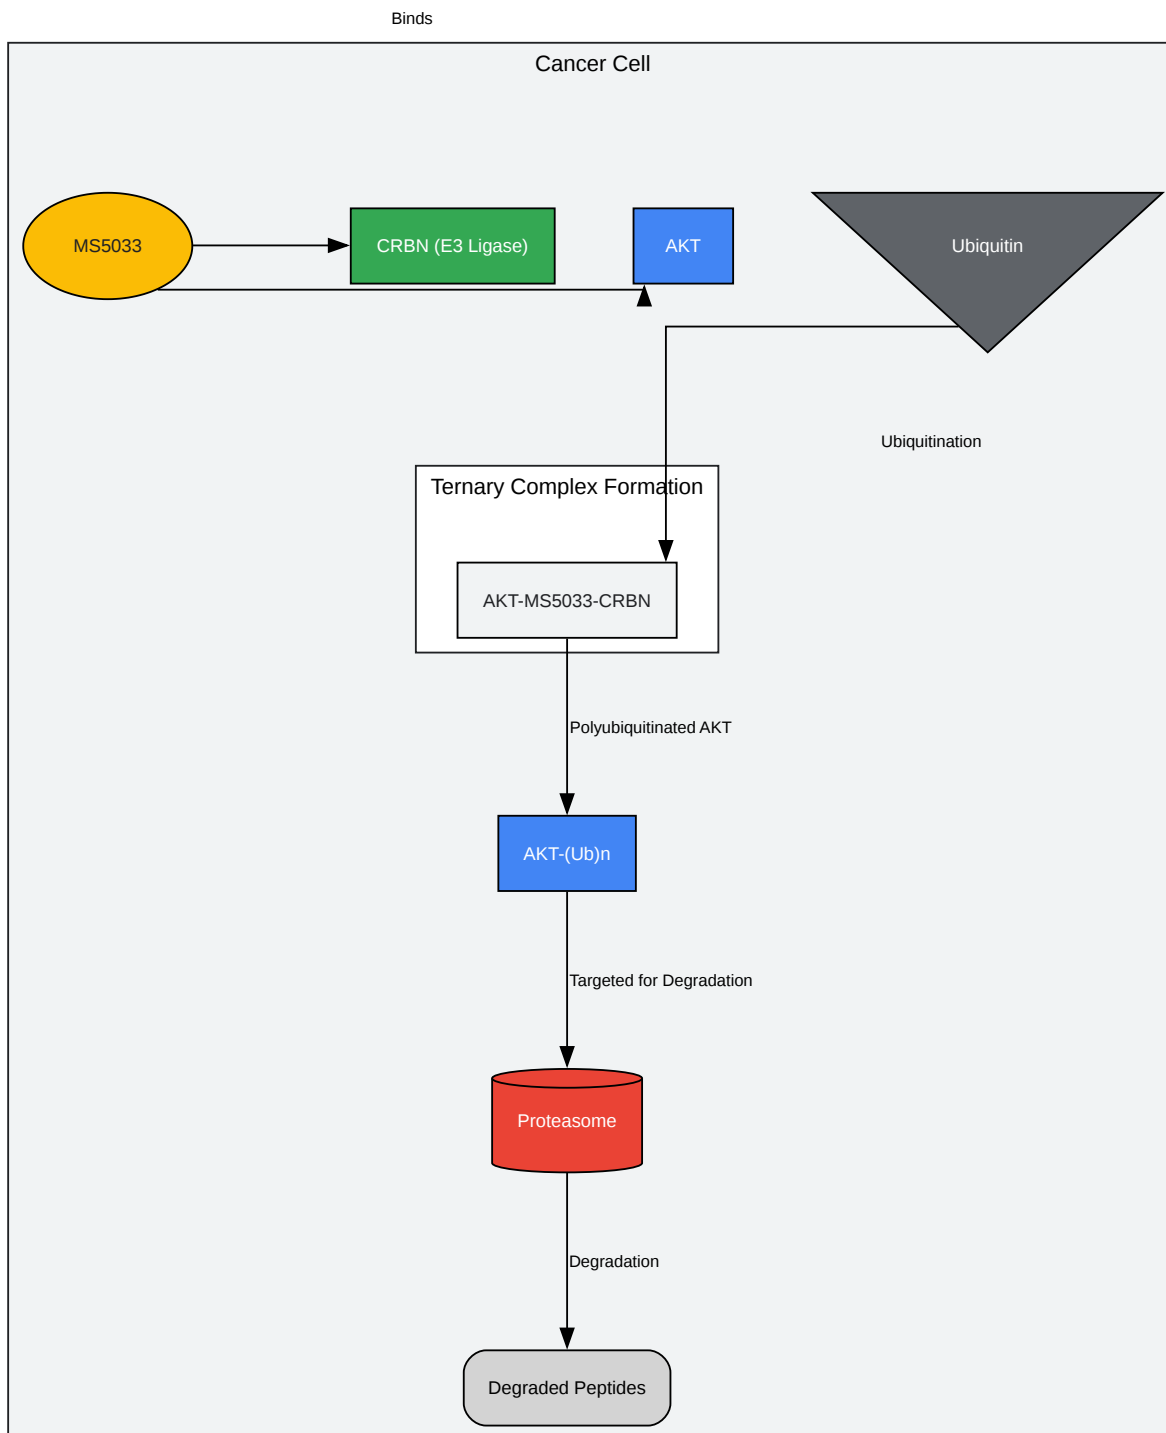 Binds
Cancer Cell
MS5033
CRBN (E3 Ligase)
AKT
Ubiquitin
Ubiquitination
Ternary Complex Formation
AKT-MS5033-CRBN
Polyubiquitinated AKT
AKT-(Ub)n
Targeted for Degradation
Proteasome
Degradation
Degraded Peptides